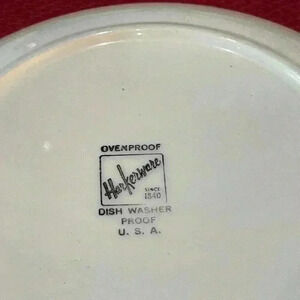 OVENPROOF
Harkerware
SINCE
1840
DISH WASHER
PROOF
U. S. A.